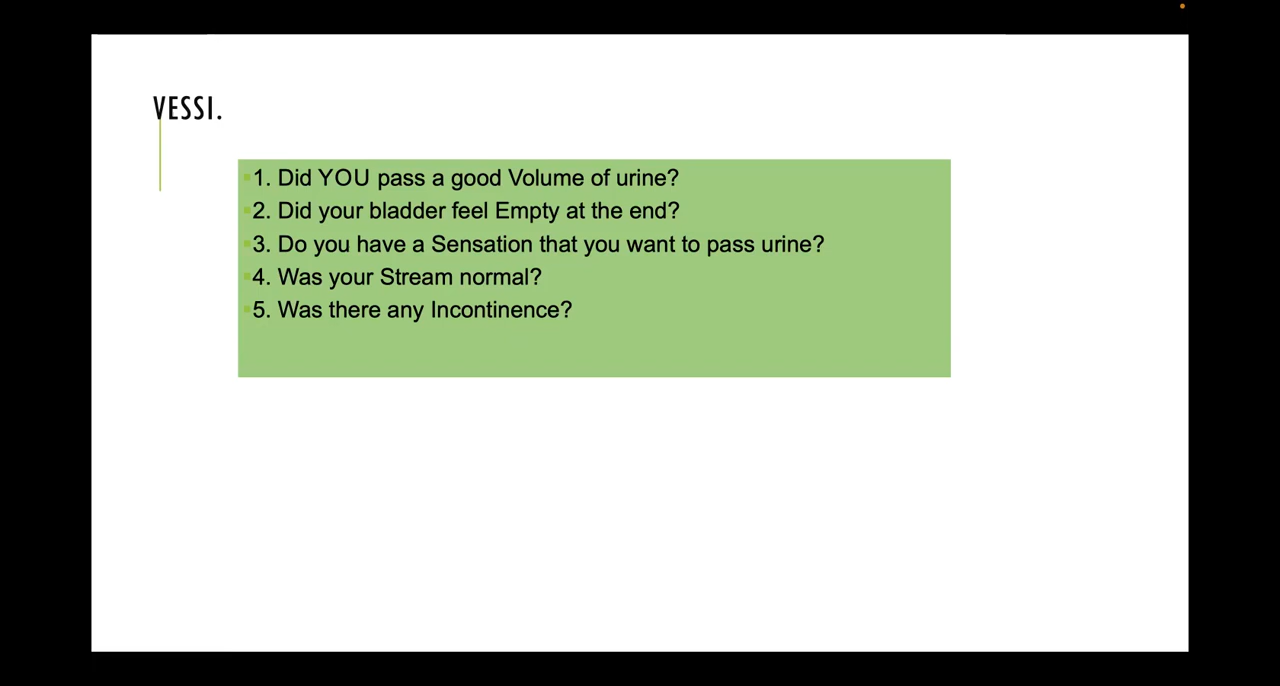 VESSI.
1. Did YOU pass a good Volume of urine?
2. Did your bladder feel Empty at the end?
3. Do you have a Sensation that you want to pass urine?
4. Was your Stream normal?
5. Was there any Incontinence?